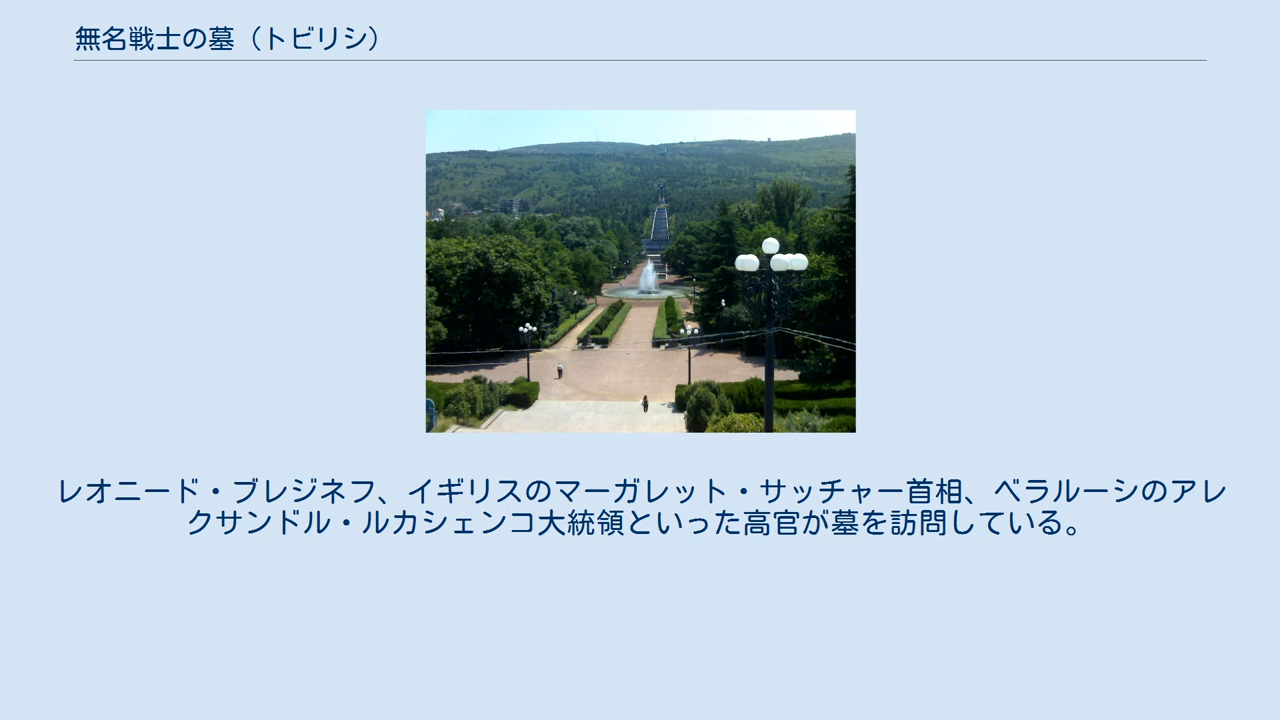 無名戦士の墓（トビリシ）
レオニード・ブレジネフ、イギリスのマーガレット・サッチャー首相、ベラルーシのアレ
クサンドル・ルカシェンコ大統領といった高官が墓を訪問している。